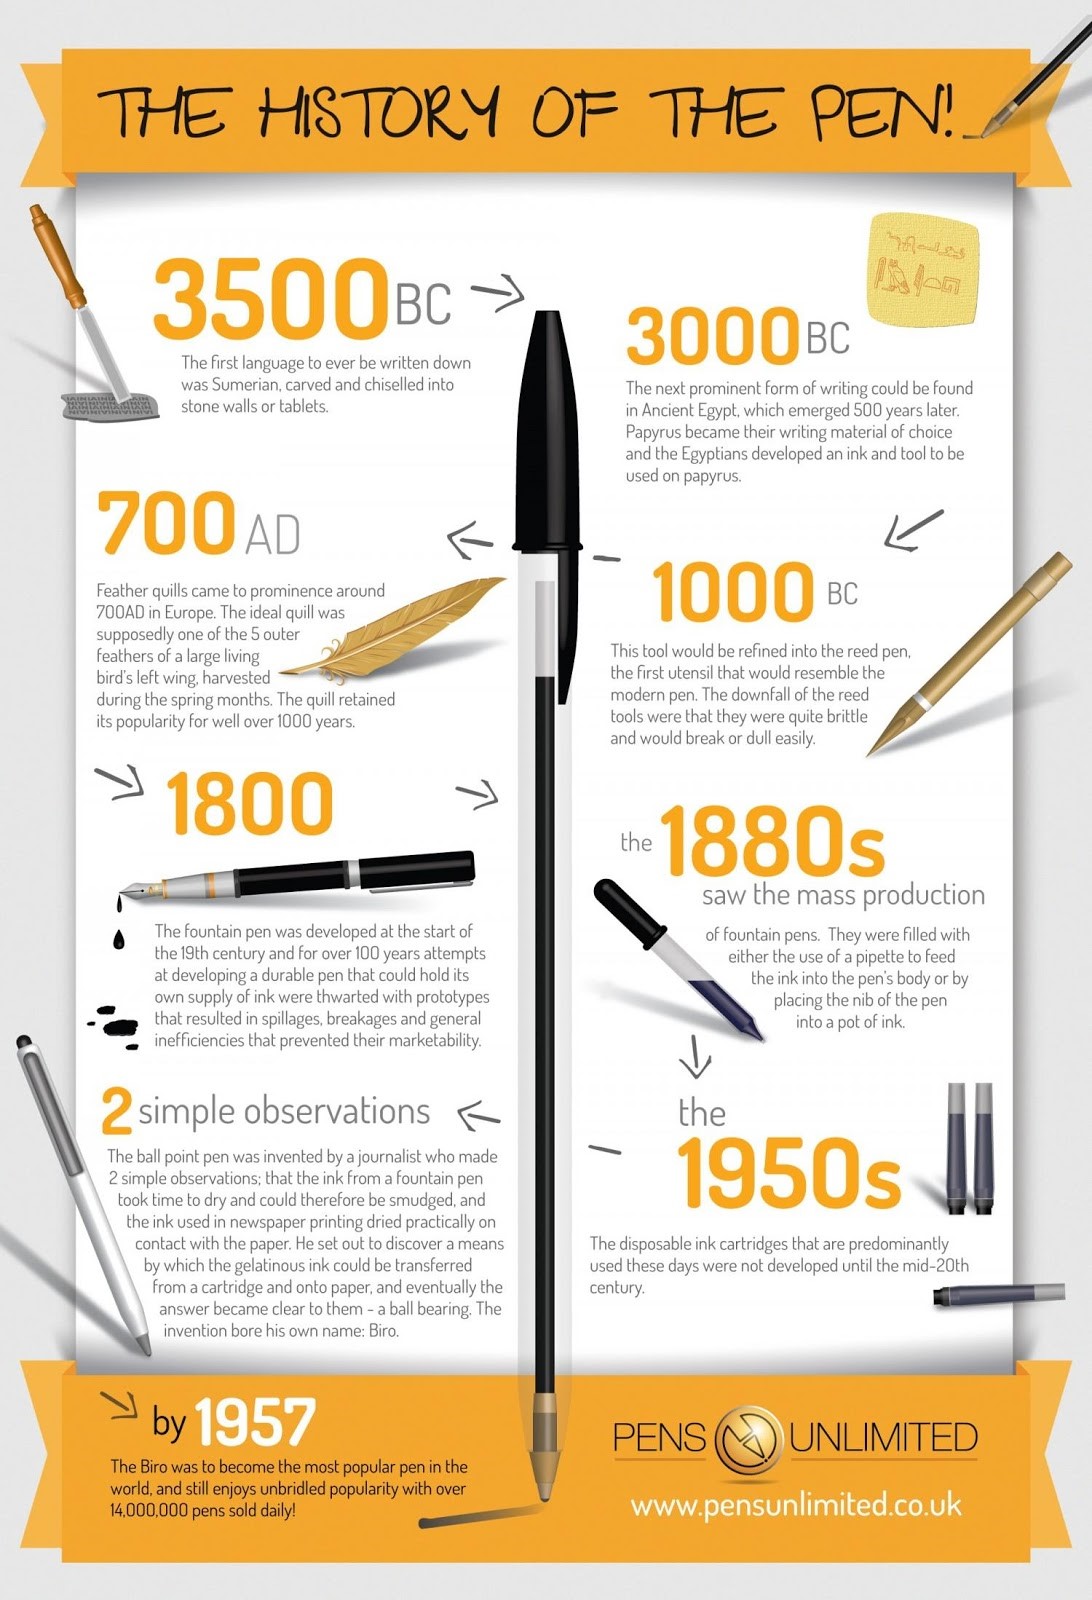 THE HISTORY OF THE PEN!
3500 BC
The first language to ever be written down
was Sumerian, carved and chiselled into
stone walls or tablets.
3000 BC
The next prominent form of writing could be found
in Ancient Egypt, which emerged 500 years later.
Papyrus became their writing material of choice
and the Egyptians developed an ink and tool to be
used on papyrus.
1000 BC
This tool would be refined into the reed pen,
the first utensil that would resemble the
modern pen. The downfall of the reed
tools were that they were quite brittle
and would break or dull easily.
700 AD
Feather quills came to prominence around
700AD in Europe. The ideal quill was
supposedly one of the 5 outer
feathers of a large living
bird's left wing, harvested
during the spring months. The quill retained
its popularity for well over 1000 years.
1800
The fountain pen was developed at the start of
the 19th century and for over 100 years attempts
at developing a durable pen that could hold its
own supply of ink were thwarted with prototypes
that resulted in spillages, breakages and general
inefficiencies that prevented their marketability.
the 1880s
saw the mass production
of fountain pens. They were filled with
either the use of a pipette to feed
the ink into the pen's body or by
placing the nib of the pen
into a pot of ink.
the
1950s
The disposable ink cartridges that are predominantly
used these days were not developed until the mid-20th
century.
2 simple observations
The ball point pen was invented by a journalist who made
2 simple observations; that the ink from a fountain pen
took time to dry and could therefore be smudged, and
the ink used in newspaper printing dried practically on
contact with the paper. He set out to discover a means
by which the gelatinous ink could be transferred
from a cartridge and onto paper, and eventually the
answer became clear to them - a ball bearing. The
invention bore his own name: Biro.
by 1957
The Biro was to become the most popular pen in the
world, and still enjoys unbridled popularity with over
14,000,000 pens sold daily!
PENS UNLIMITED
www.pensunlimited.co.uk